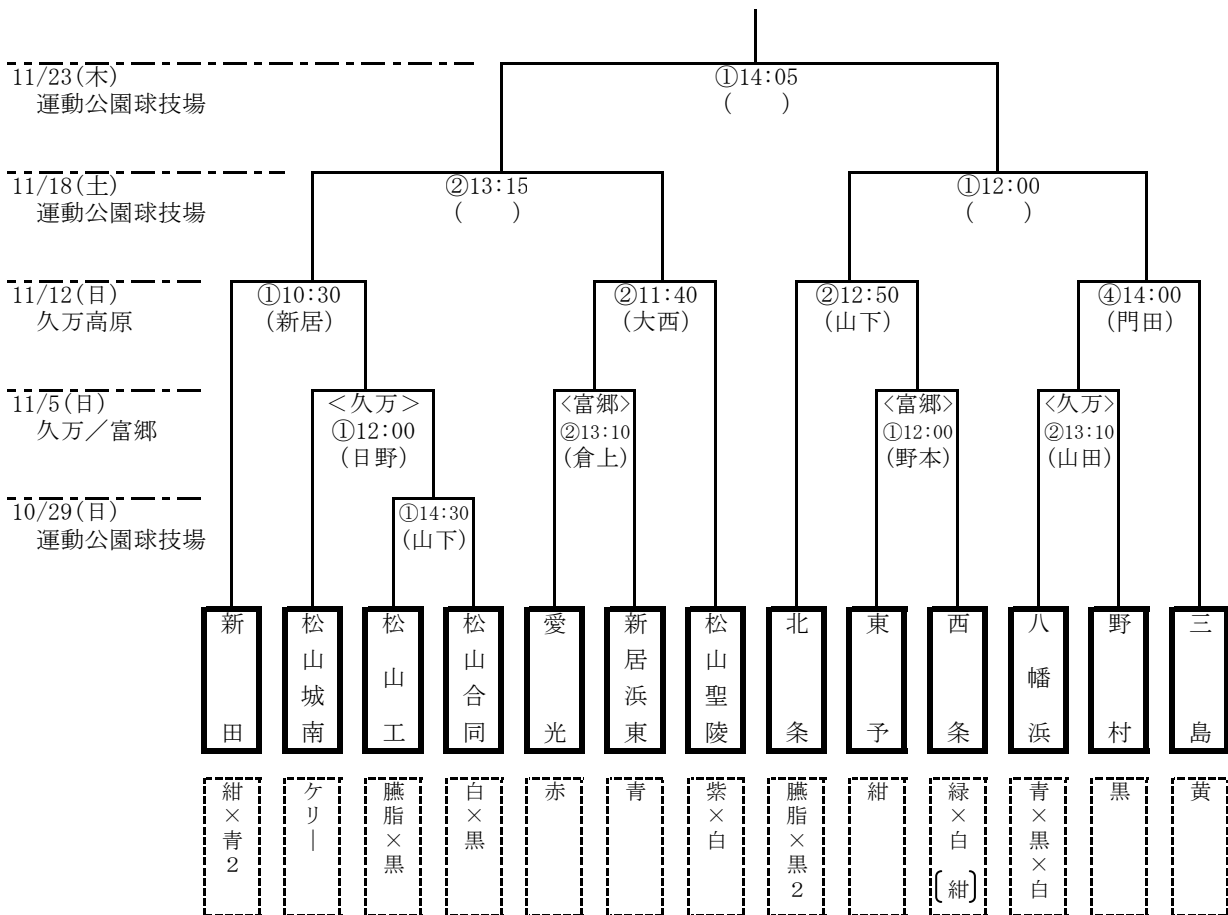 11/23(木)
運動公園球技場
①14:05
(　　)
11/18(土)
運動公園球技場
②13:15
(　　)
①12:00
(　　)
11/12(日)
久万高原
①10:30
(新居)
②11:40
(大西)
②12:50
(山下)
④14:00
(門田)
11/5(日)
久万／富郷
＜久万＞
①12:00
(日野)
<富郷>
②13:10
(倉上)
<富郷>
①12:00
(野本)
<久万>
②13:10
(山田)
10/29(日)
運動公園球技場
①14:30
(山下)
新田
松山城南
松山工
松山合同
愛光
新居浜東
松山聖陵
北条
東予
西条
八幡浜
野村
三島
紺×青2
ケリー
臙脂×黒
白×黒
赤
青
紫×白
臙脂×黒2
紺
緑×白
[紺]
青×黒×白
黒
黄